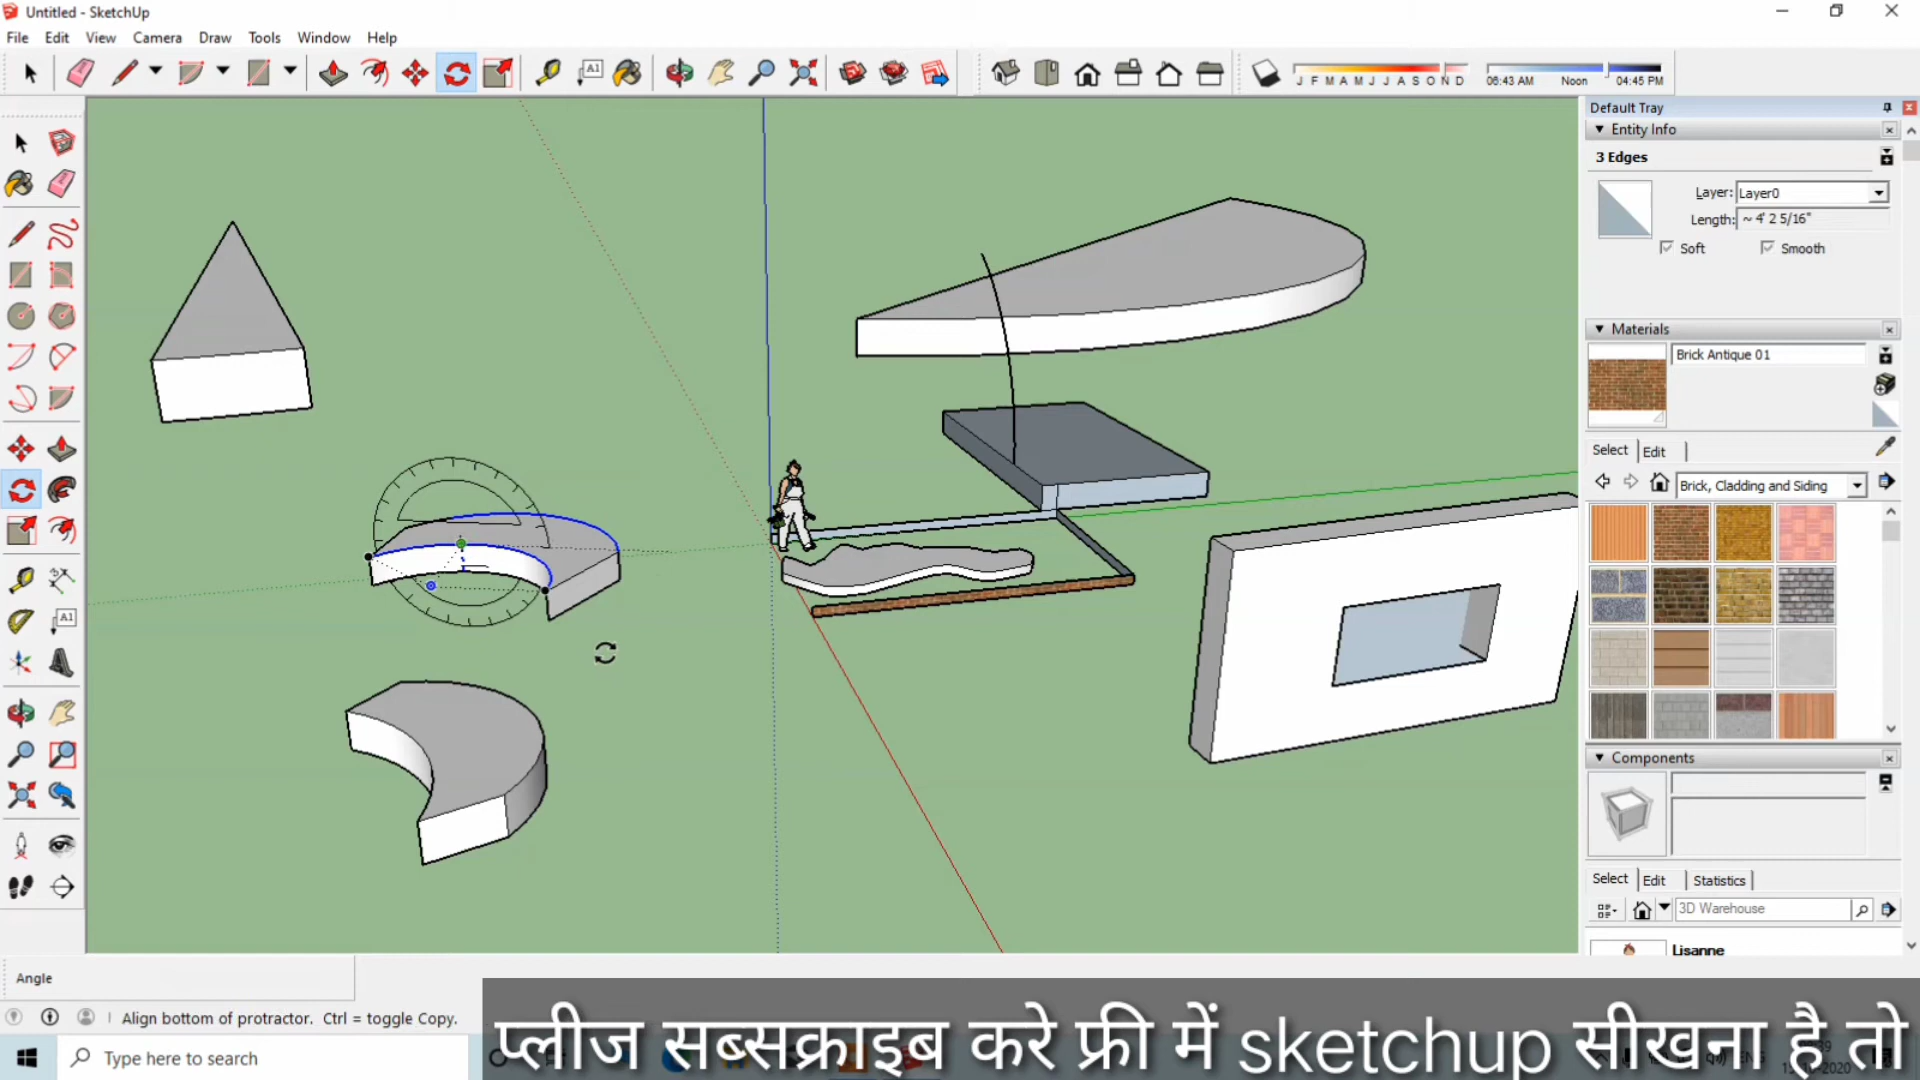 Untitled - SketchUp
File Edit View Camera Draw Tools Window Help
A1
J F M A M J J A S O N D
06:43 AM Noon 04:45 PM
Default Tray
Entity Info
3 Edges
Layer: Layer0
Length: ~ 4' 2 5/16"
Soft Smooth
Materials
Brick Antique 01
Select Edit
Brick, Cladding and Siding
A1
Components
Select Edit Statistics
3D Warehouse
Lisanne
Angle
Align bottom of protractor. Ctrl = toggle Copy.
Type here to search
प्लीज सब्सक्राइब करे फ्री में sketchup सीखना है तो